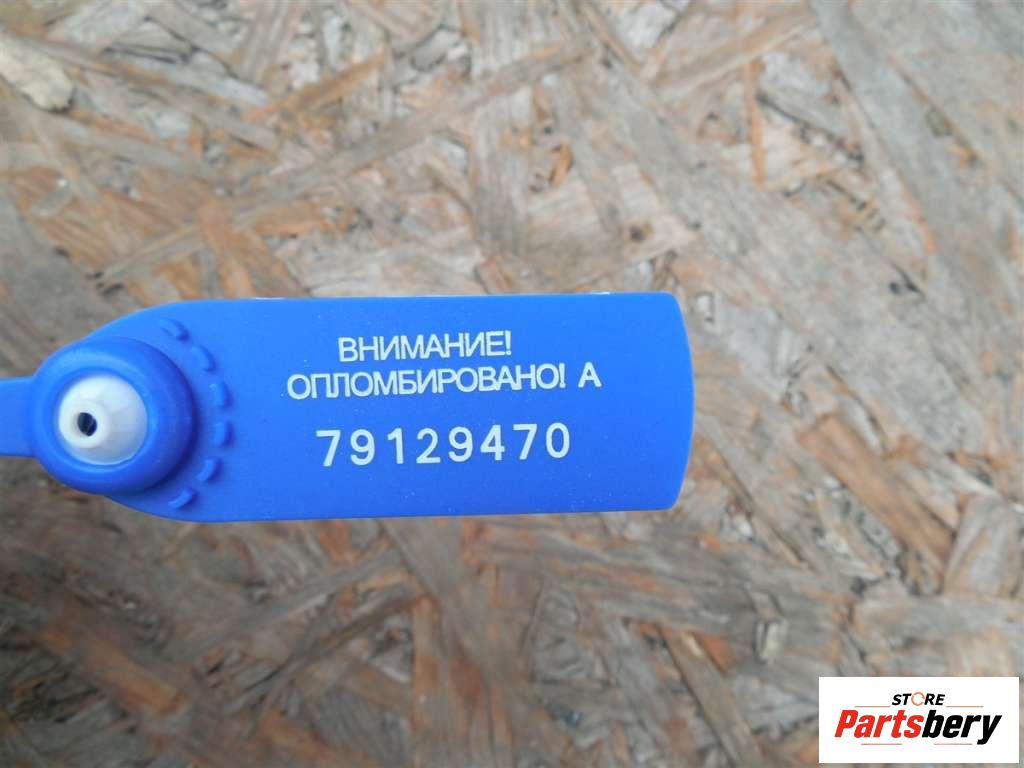 ВНИМАНИЕ!
ОПЛОМБИРОВАНО! А
79129470
STORE
Partsbery